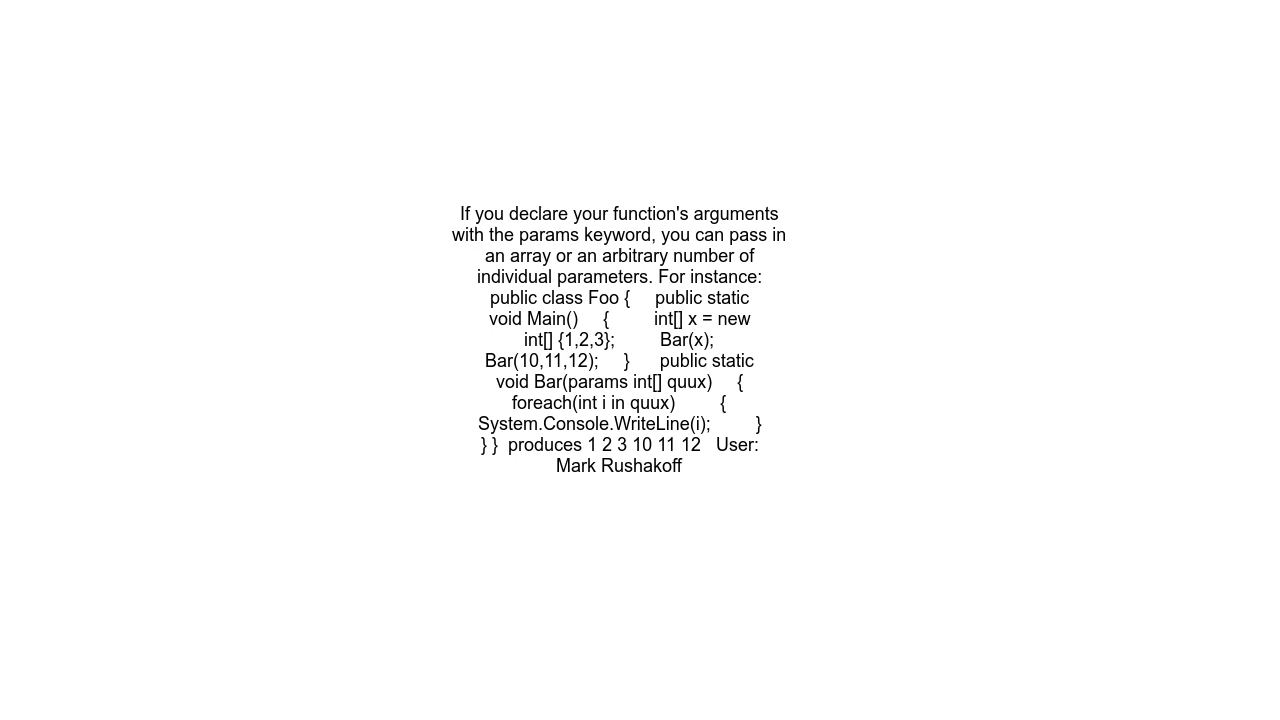 If you declare your function's arguments
with the params keyword, you can pass in
an array or an arbitrary number of
individual parameters. For instance:
public class Foo {     public static
void Main()     {         int[] x = new
int[] {1,2,3};         Bar(x);
Bar(10,11,12);     }      public static
void Bar(params int[] quux)     {
foreach(int i in quux)         {
System.Console.WriteLine(i);         }
} }  produces 1 2 3 10 11 12   User:
Mark Rushakoff